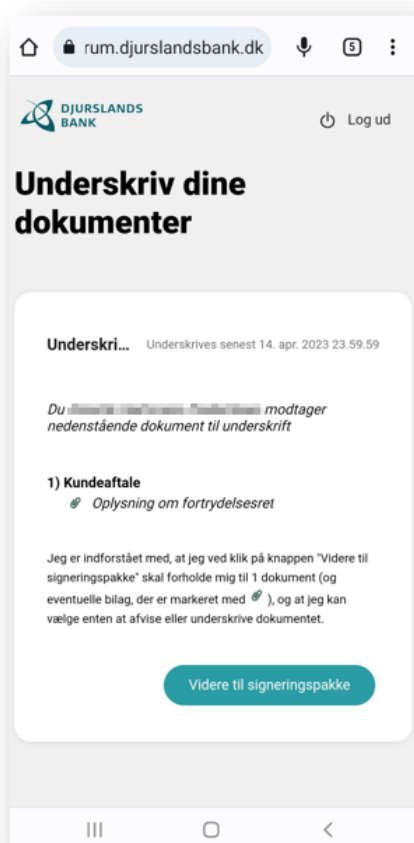 rum.djurslandsbank.dk
5
DJURSLANDS
BANK
Log ud
Underskriv dine
dokumenter
Underskri... Underskrives senest 14. apr. 2023 23.59.59
Du modtager
nedenstående dokument til underskrift
1) Kundeaftale
Oplysning om fortrydelsesret
Jeg er indforstået med, at jeg ved klik på knappen "Videre til
signeringspakke" skal forholde mig til 1 dokument (og
eventuelle bilag, der er markeret med ), og at jeg kan
vælge enten at afvise eller underskrive dokumentet.
Videre til signeringspakke